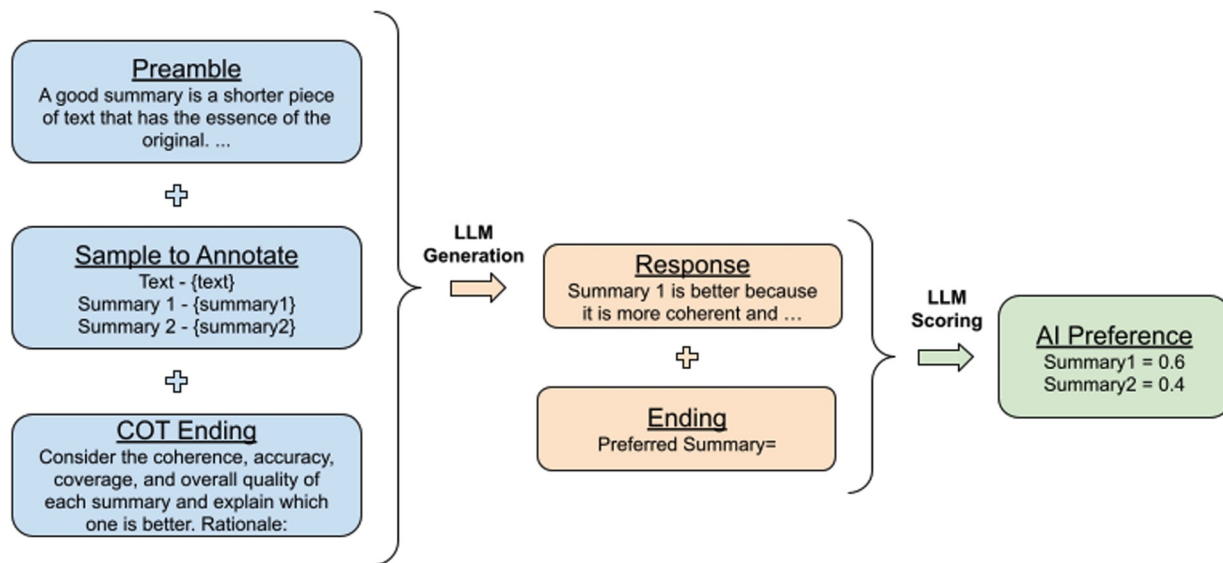 Preamble
A good summary is a shorter piece
of text that has the essence of the
original. ...
Sample to Annotate
Text - {text}
Summary 1 - {summary1}
Summary 2 - {summary2}
COT Ending
Consider the coherence, accuracy,
coverage, and overall quality of
each summary and explain which
one is better. Rationale:
LLM
Generation
Response
Summary 1 is better because
it is more coherent and ...
Ending
Preferred Summary=
LLM
Scoring
AI Preference
Summary1 = 0.6
Summary2 = 0.4